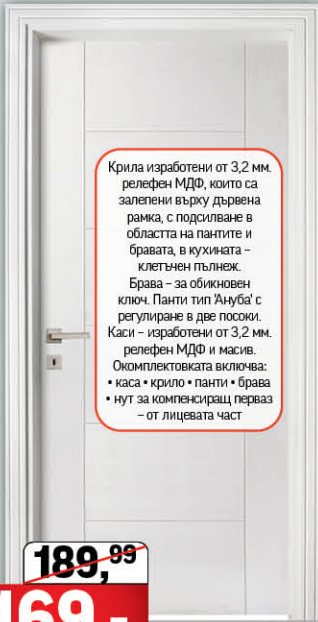 Крила изработени от 3,2 мм.
релефен МДФ, които са
залепени върху дървена
рамка, с подсилване в
областта на пантите и
бравата, в кухината –
клетъчен пълнеж.
Брава – за обикновен
ключ. Панти тип 'Ануба' с
регулиране в две посоки.
Каси – изработени от 3,2 мм.
релефен МДФ и масив.
Окомплектовката включва:
• каса • крило • панти • брава
• нут за компенсиращ перваз
– от лицевата част
189,99
169.-